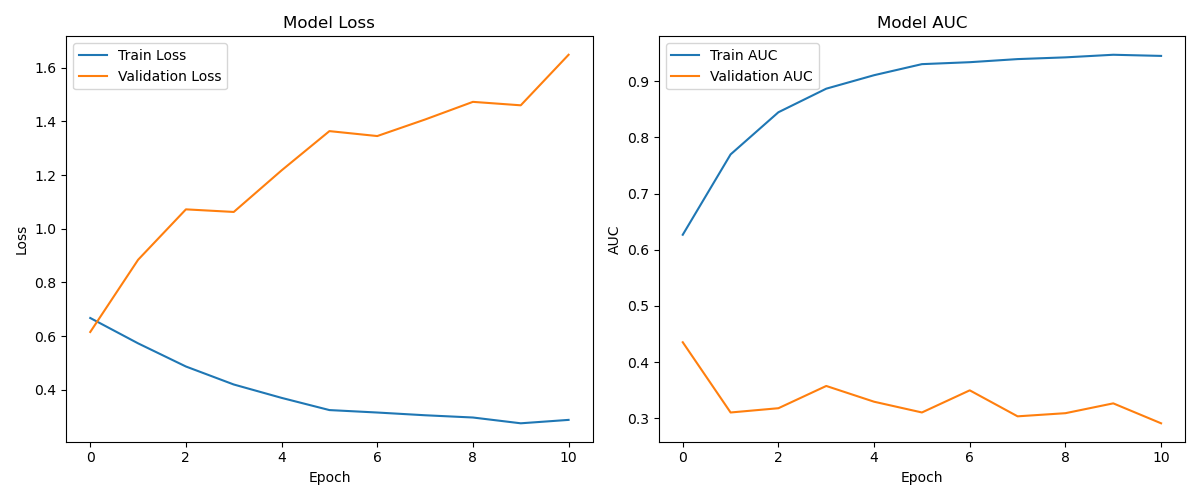 Model Loss
Train Loss
Validation Loss
1.6
1.4
1.2
1.0
0.8
0.6
0.4
Loss
0 2 4 6 8 10
Epoch
Model AUC
Train AUC
Validation AUC
0.9
0.8
0.7
0.6
0.5
0.4
0.3
AUC
0 2 4 6 8 10
Epoch